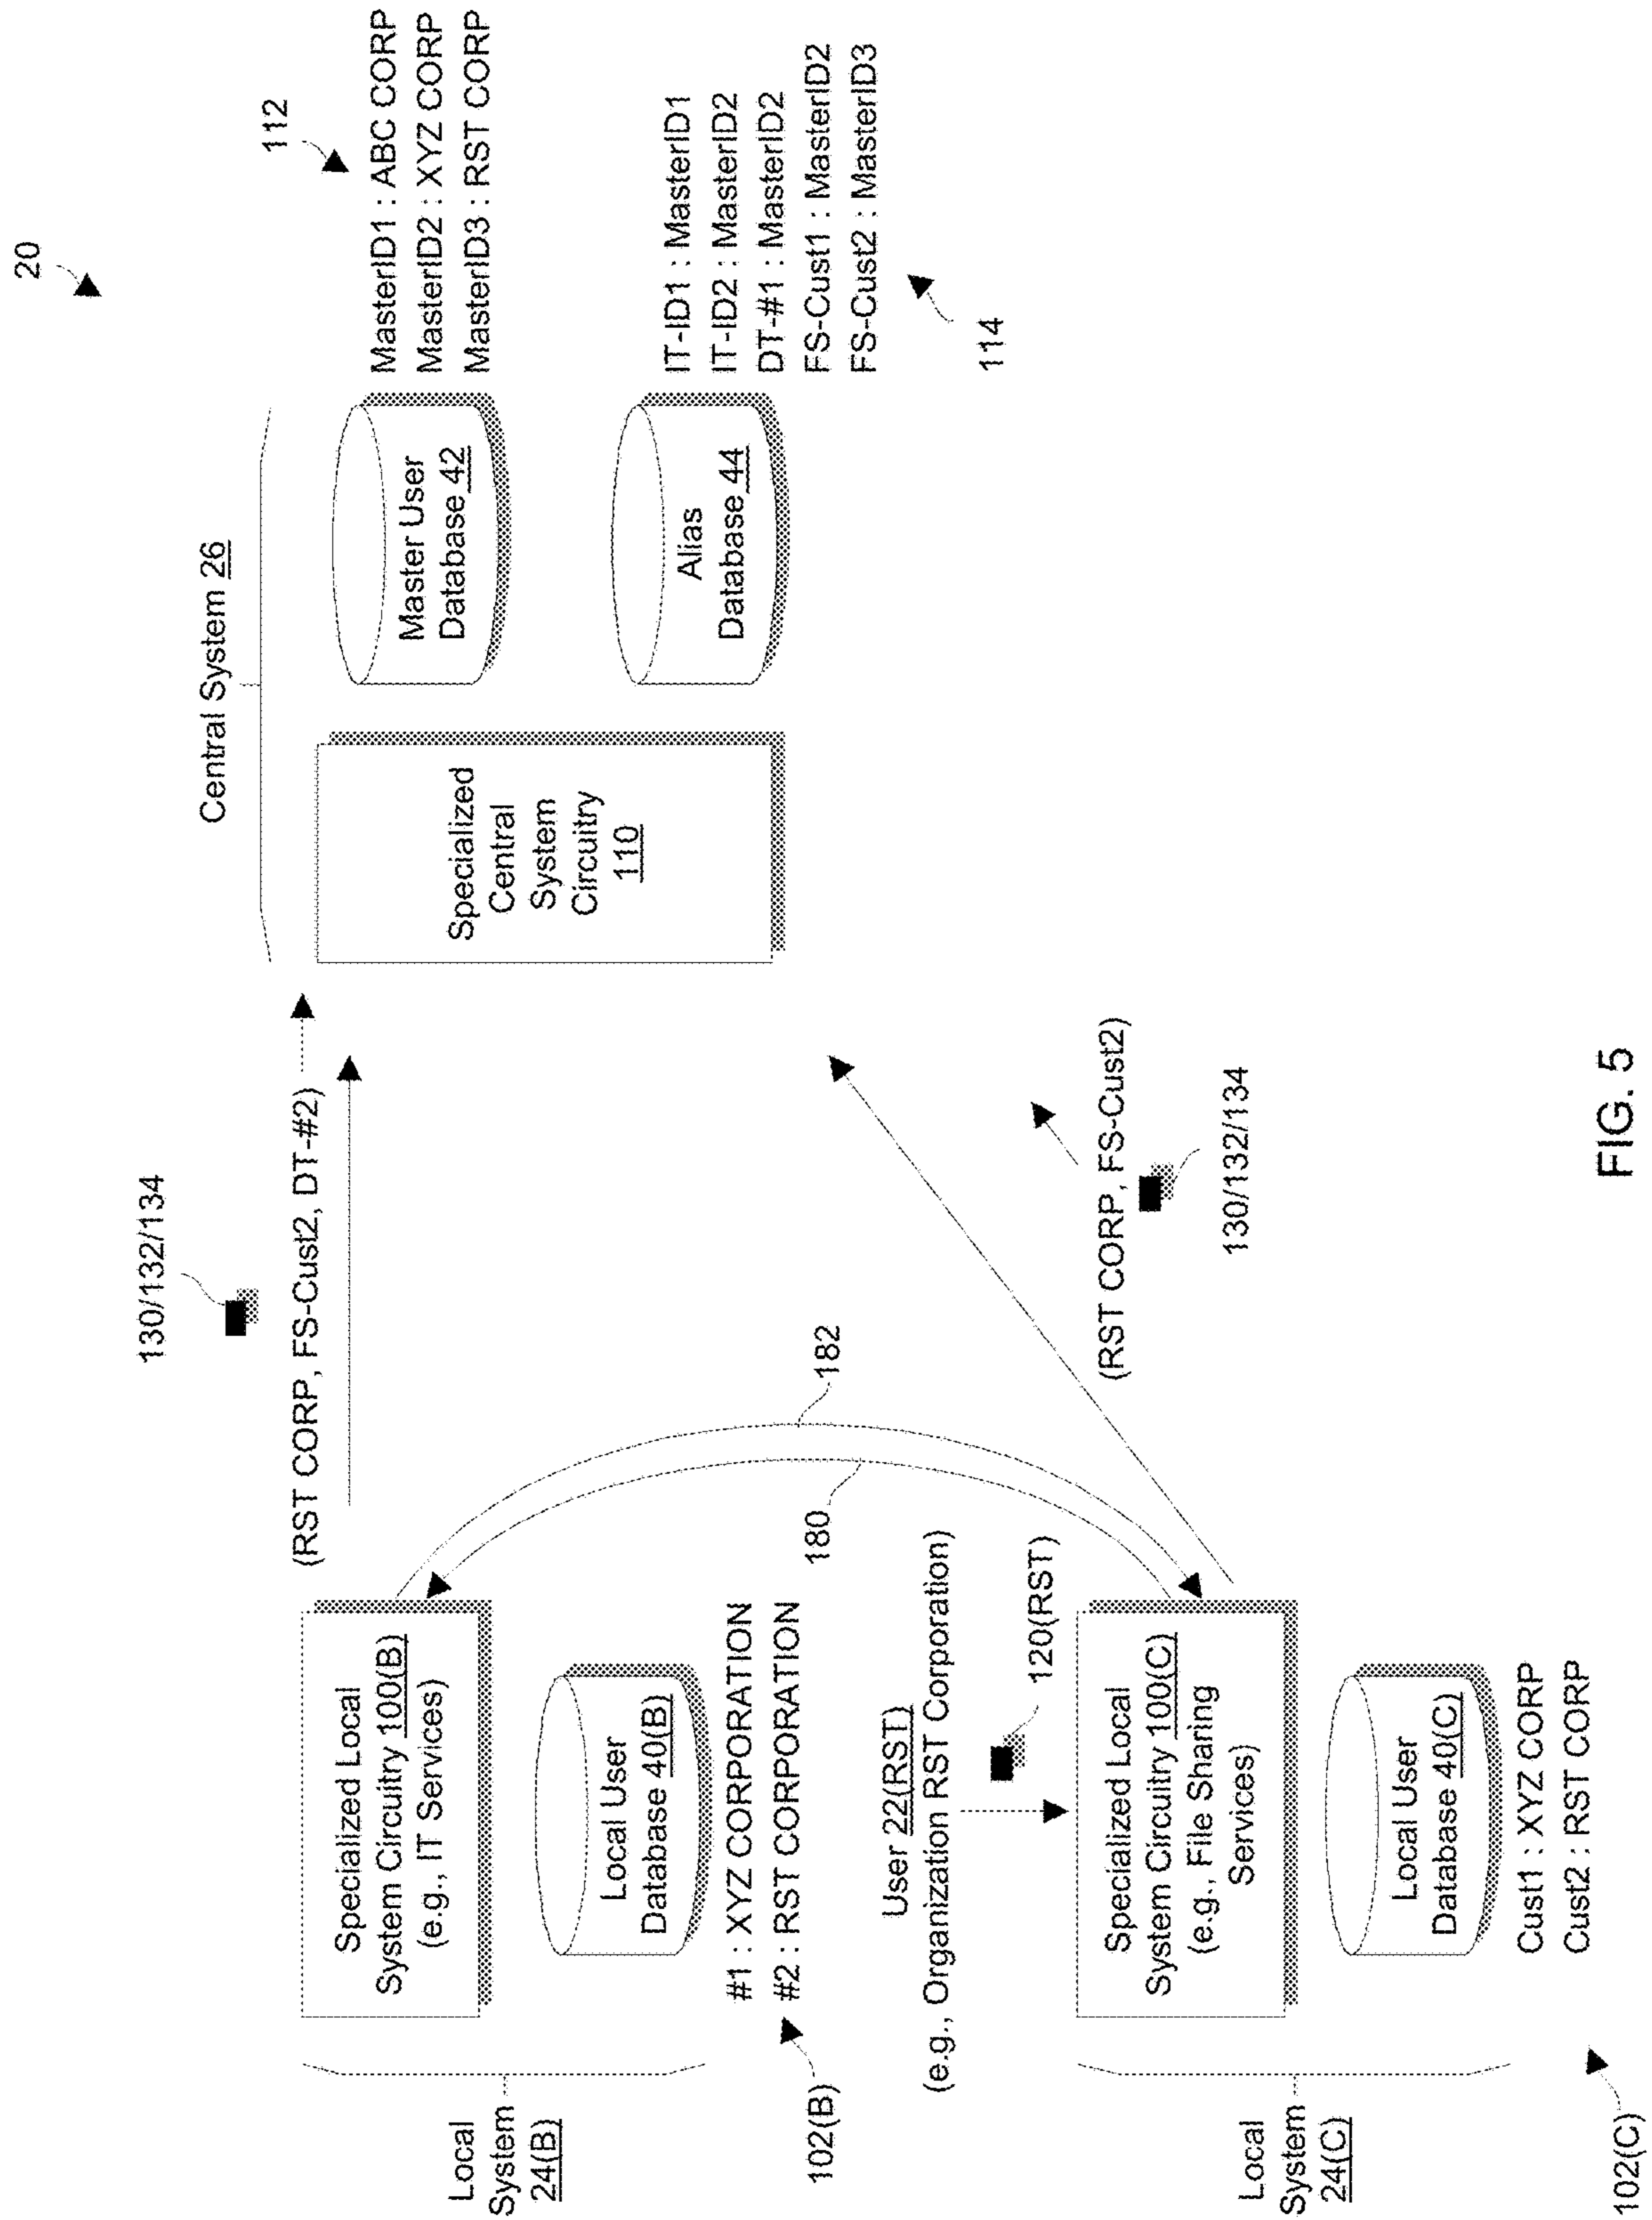 20
Central System 26
112
MasterID1 : ABC CORP
MasterID2 : XYZ CORP
MasterID3 : RST CORP
Master User
Database 42
Specialized
Central
System
Circuitry
110
Alias
Database 44
IT-ID1 : MasterID1
IT-ID2 : MasterID2
DT-#1 : MasterID2
FS-Cust1 : MasterID2
FS-Cust2 : MasterID3
114
130/132/134
(RST CORP, FS-Cust2, DT-#2)
Local
System
24(B)
Specialized Local
System Circuitry 100(B)
(e.g., IT Services)
Local User
Database 40(B)
#1 : XYZ CORPORATION
#2 : RST CORPORATION
102(B)
180
182
User 22(RST)
(e.g., Organization RST Corporation)
120(RST)
(RST CORP, FS-Cust2)
130/132/134
Local
System
24(C)
Specialized Local
System Circuitry 100(C)
(e.g., File Sharing
Services)
Local User
Database 40(C)
Cust1 : XYZ CORP
Cust2 : RST CORP
102(C)
FIG. 5